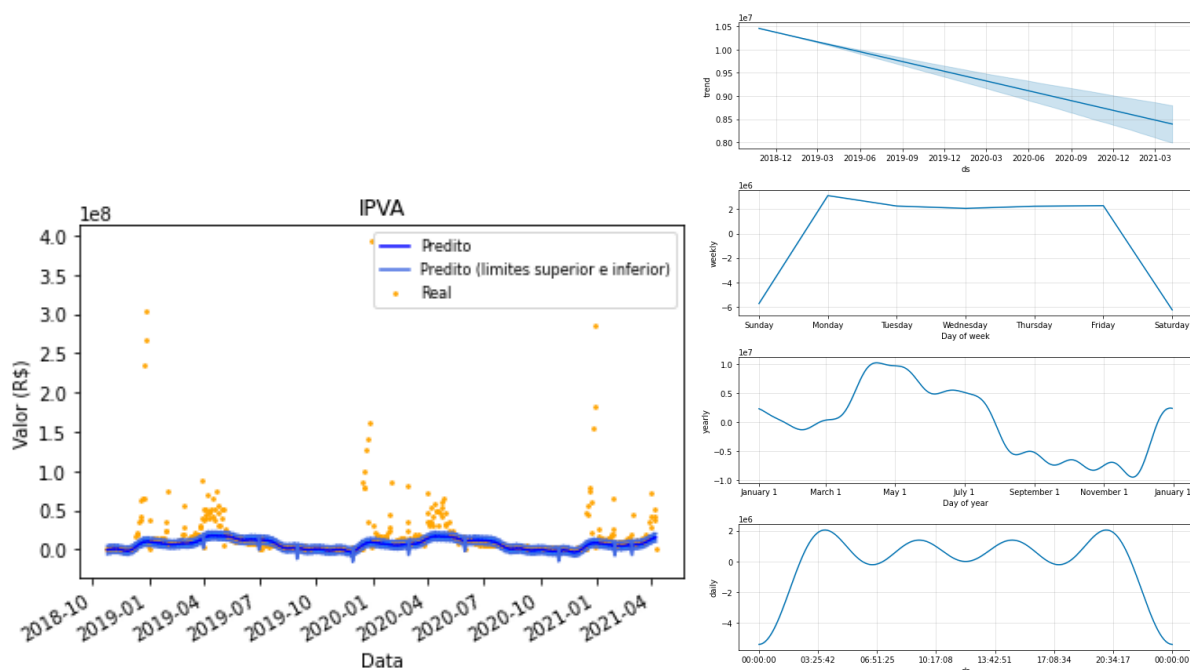 IPVA
1e8
4.0
3.5
3.0
2.5
2.0
1.5
1.0
0.5
0.0
Valor (R$)
Predito
Predito (limites superior e inferior)
Real
2018-10 2019-01 2019-04 2019-07 2019-10 2020-01 2020-04 2020-07 2020-10 2021-01 2021-04
Data
1e7
1.05
1.00
0.95
0.90
0.85
0.80
trend
2018-12 2019-03 2019-06 2019-09 2019-12 2020-03 2020-06 2020-09 2020-12 2021-03
ds
1e6
2
0
−2
−4
−6
weekly
Sunday Monday Tuesday Wednesday Thursday Friday Saturday
Day of week
1e7
1.0
0.5
0.0
−0.5
−1.0
yearly
January 1 March 1 May 1 July 1 September 1 November 1 January 1
Day of year
1e6
2
0
−2
−4
daily
00:00:00 03:25:42 06:51:25 10:17:08 13:42:51 17:08:34 20:34:17 00:00:00